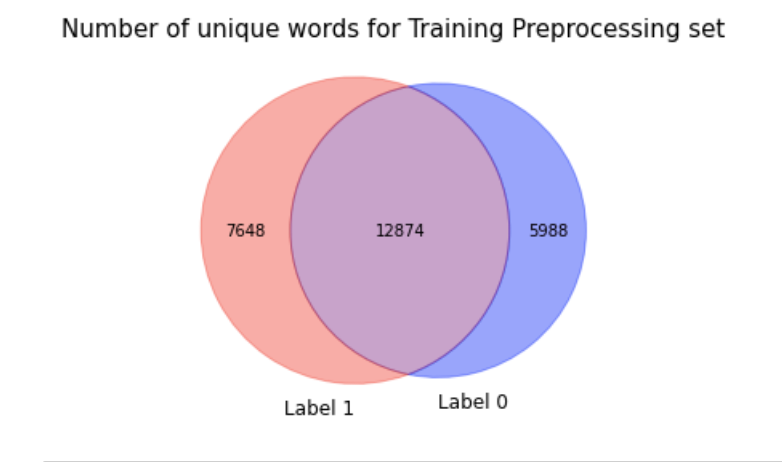 Number of unique words for Training Preprocessing set
7648 12874 5988
Label 1 Label 0